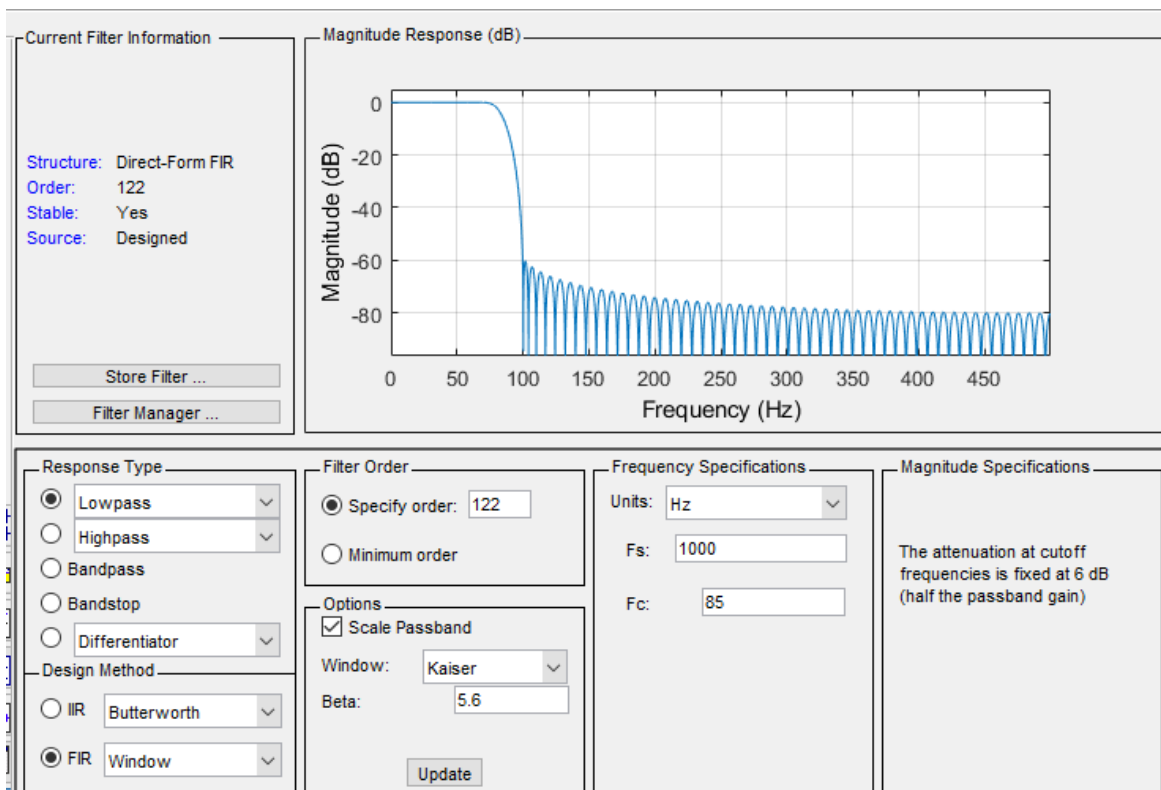 Current Filter Information
Structure: Direct-Form FIR
Order: 122
Stable: Yes
Source: Designed
Store Filter ...
Filter Manager ...
Magnitude Response (dB)
Magnitude (dB)
0
-20
-40
-60
-80
0 50 100 150 200 250 300 350 400 450
Frequency (Hz)
Response Type
Lowpass
Highpass
Bandpass
Bandstop
Differentiator
Design Method
IIR Butterworth
FIR Window
Filter Order
Specify order: 122
Minimum order
Options
Scale Passband
Window: Kaiser
Beta: 5.6
Update
Frequency Specifications
Units: Hz
Fs: 1000
Fc: 85
Magnitude Specifications
The attenuation at cutoff
frequencies is fixed at 6 dB
(half the passband gain)